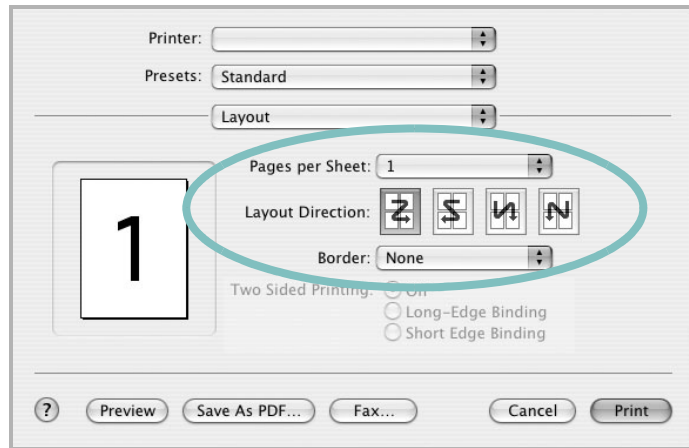 Printer:
Presets: Standard
Layout
Pages per Sheet: 1
1
Layout Direction:
Border: None
Two Sided Printing: Off
Long-Edge Binding
Short Edge Binding
? Preview Save As PDF... Fax... Cancel Print